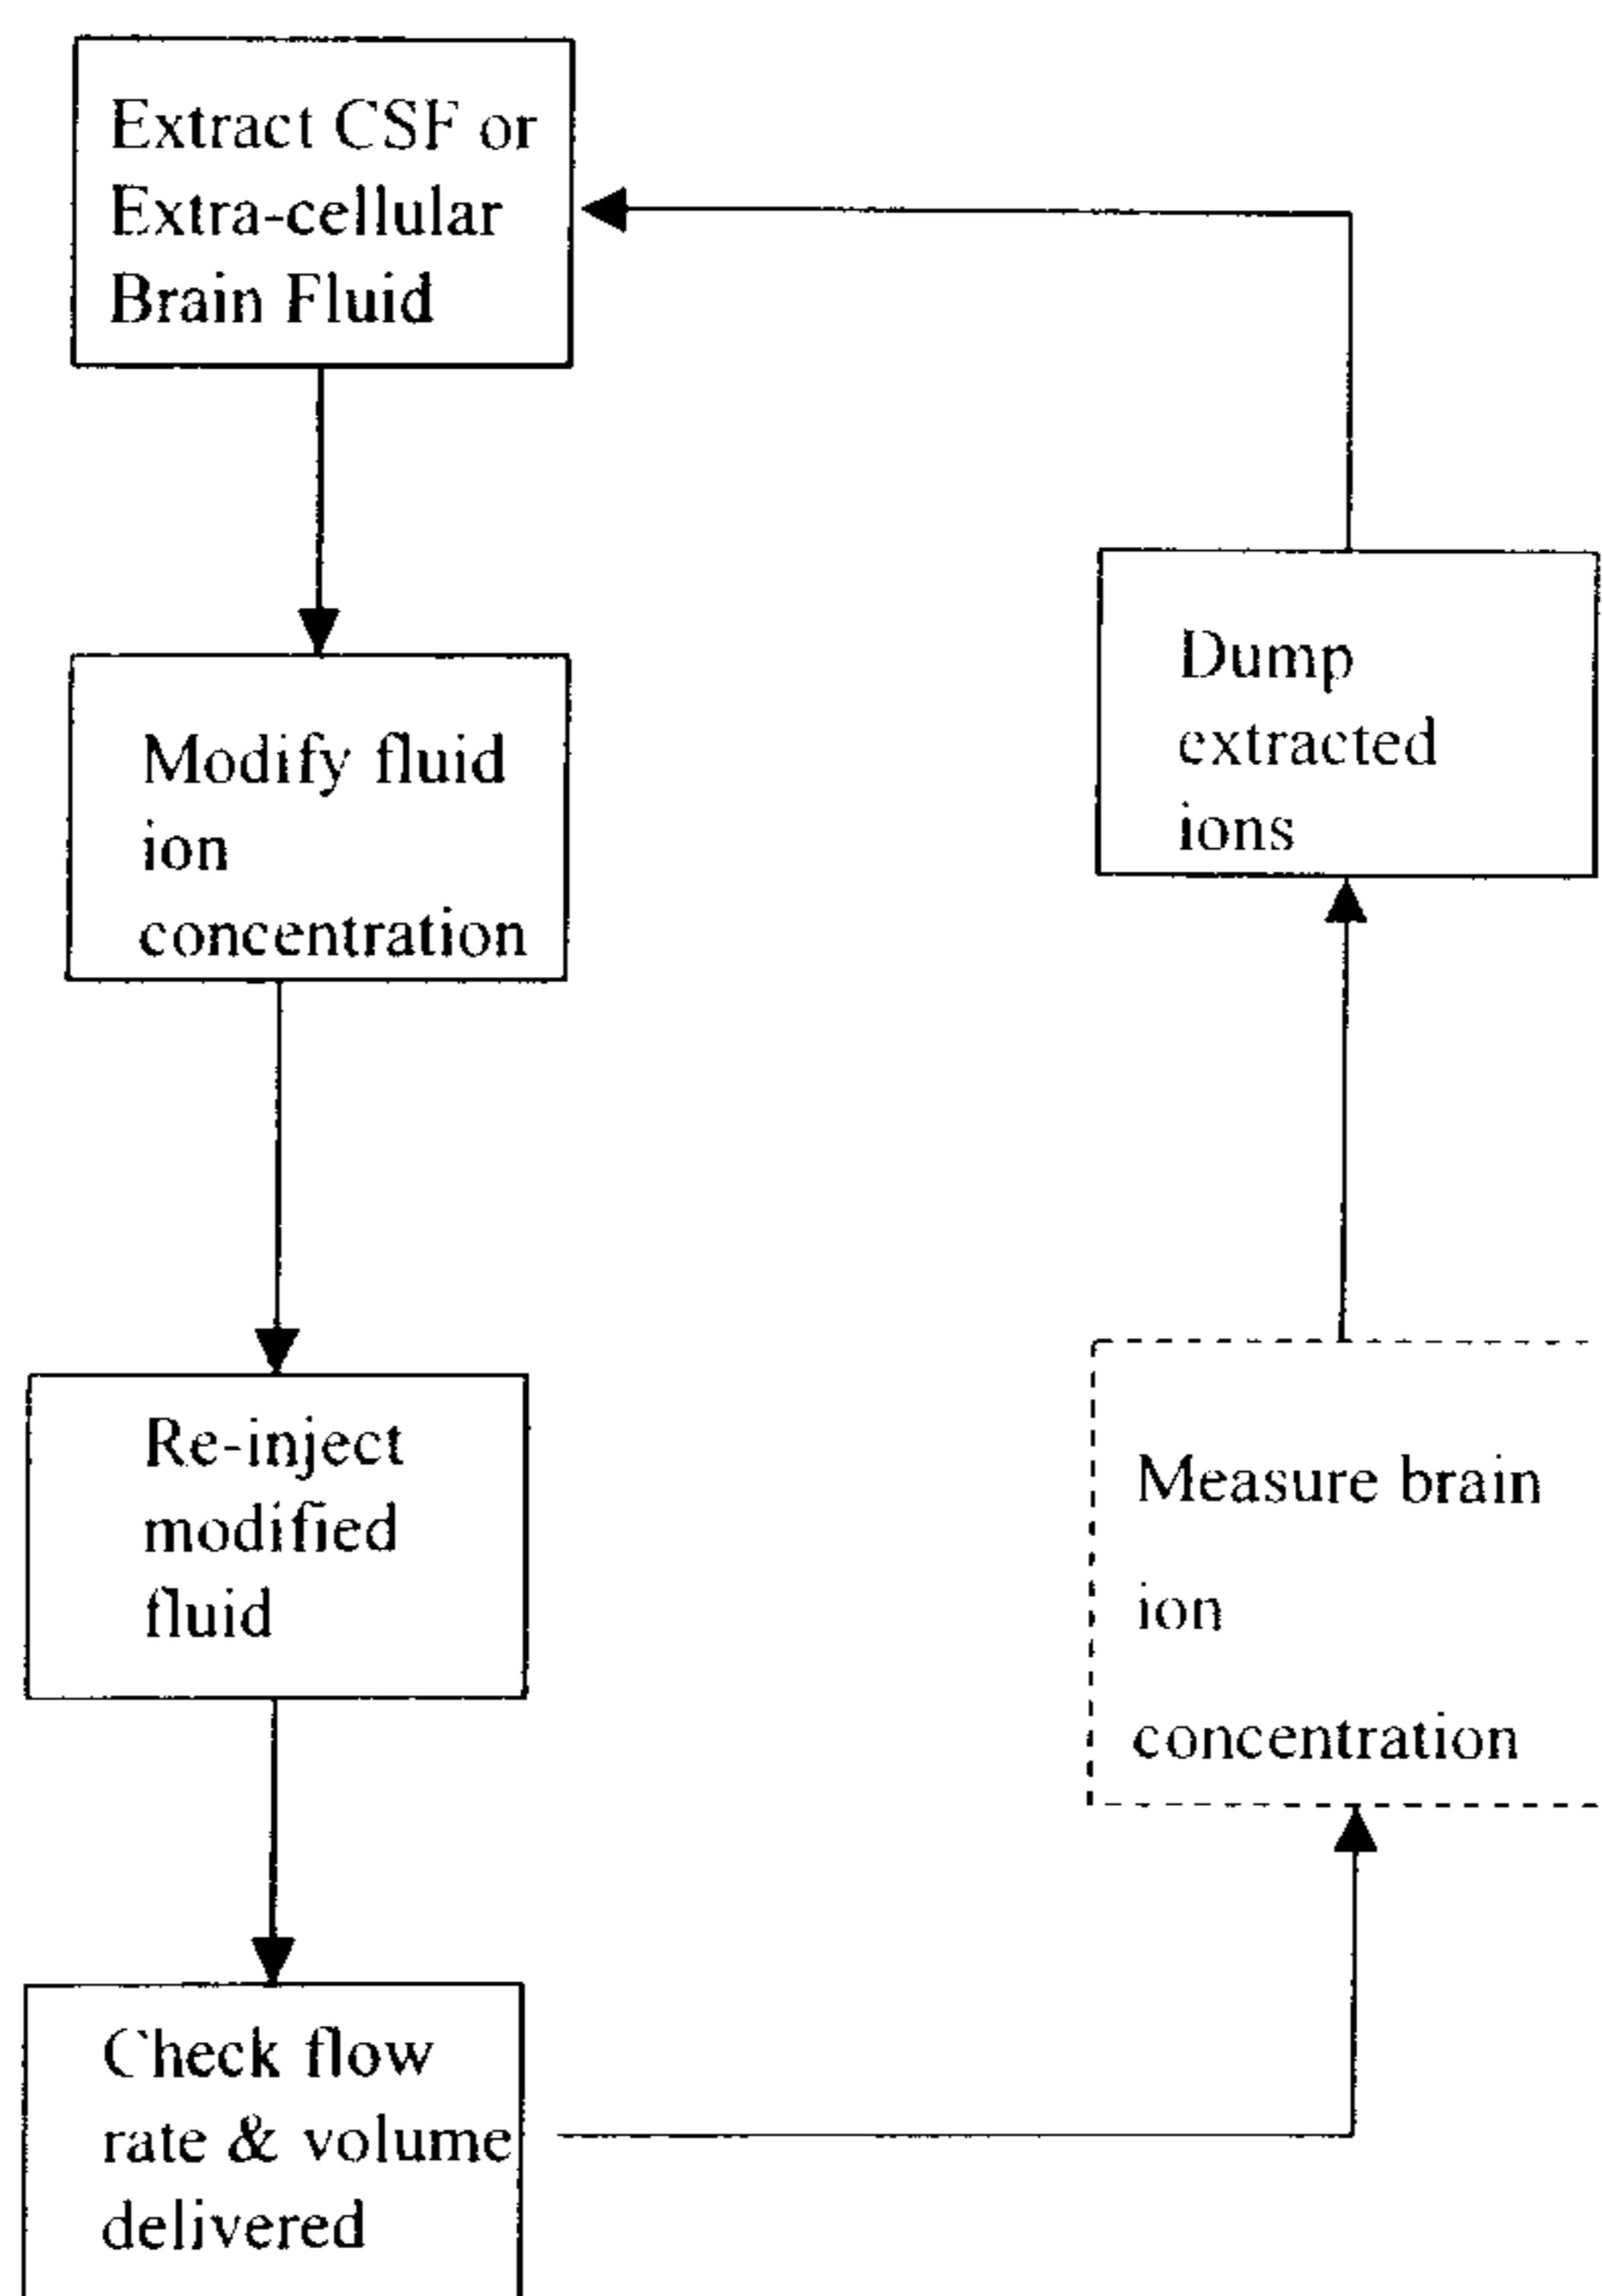 Extract CSF or
Extra-cellular
Brain Fluid
Modify fluid
ion
concentration
Re-inject
modified
fluid
Check flow
rate & volume
delivered
Measure brain
ion
concentration
Dump
extracted
ions